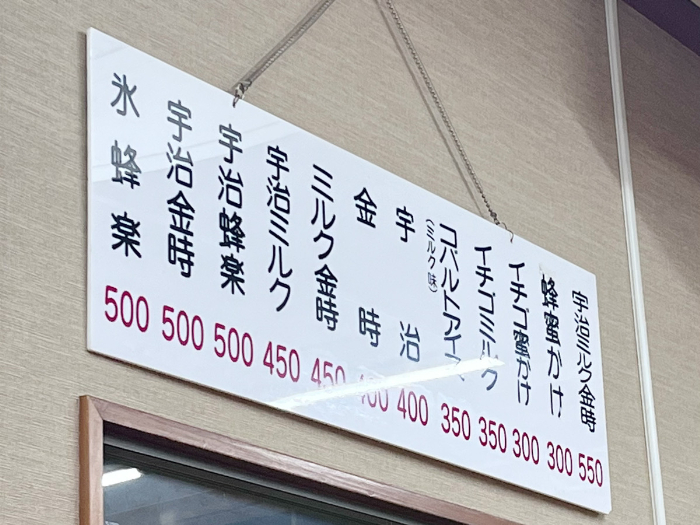 宇治ミルク金時 550
蜂蜜かけ 300
イチゴ蜜かけ 300
イチゴミルク 350
コバルトアイス 350
(ミルク味)
宇治 400
金時 400
ミルク金時 450
宇治ミルク 450
宇治蜂楽 500
宇治金時 500
氷蜂楽 500